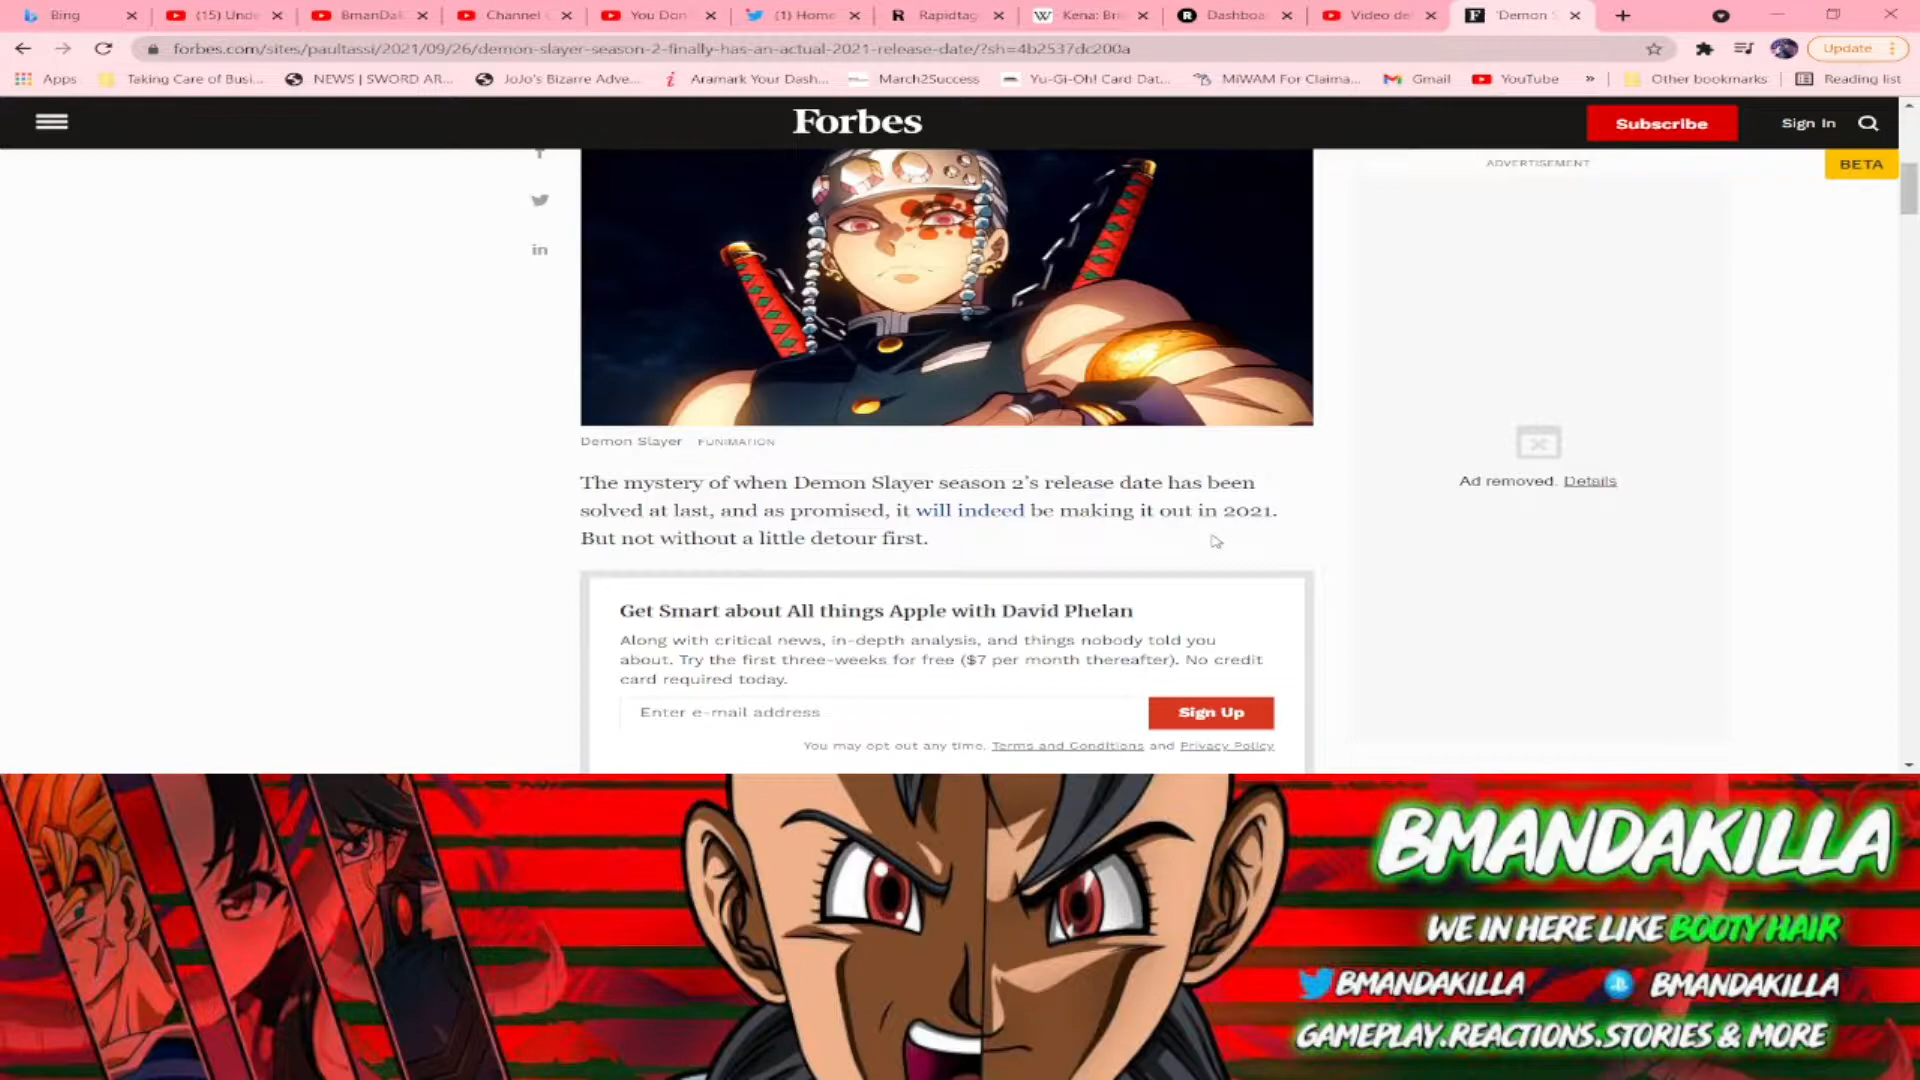 Bing
(15) Unde
BmanDak
Channel
You Don
(1) Home
Rapidtag
Kena: Bri
Dashboa
Video de
'Demon S
forbes.com/sites/paultassi/2021/09/26/demon-slayer-season-2-finally-has-an-actual-2021-release-date/?sh=4b2537dc200a
Update
Apps
Taking Care of Busi...
NEWS | SWORD AR...
JoJo's Bizarre Adve...
Aramark Your Dash...
March2Success
Yu-Gi-Oh! Card Dat...
MiWAM For Claima...
Gmail
YouTube
»
Other bookmarks
Reading list
Forbes
Subscribe
Sign In
ADVERTISEMENT
BETA
Demon Slayer FUNIMATION
The mystery of when Demon Slayer season 2's release date has been
solved at last, and as promised, it will indeed be making it out in 2021.
But not without a little detour first.
Ad removed. Details
Get Smart about All things Apple with David Phelan
Along with critical news, in-depth analysis, and things nobody told you
about. Try the first three-weeks for free ($7 per month thereafter). No credit
card required today.
Enter e-mail address
Sign Up
You may opt out any time. Terms and Conditions and Privacy Policy
BMANDAKILLA
WE IN HERE LIKE BOOTY HAIR
BMANDAKILLA
BMANDAKILLA
GAMEPLAY.REACTIONS.STORIES & MORE